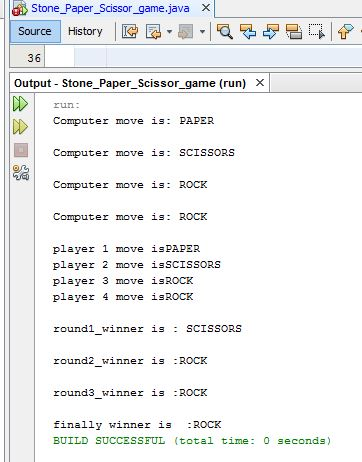 Stone_Paper_Scissor_game.java
Source History
36
Output - Stone_Paper_Scissor_game (run)
run:
Computer move is: PAPER
Computer move is: SCISSORS
Computer move is: ROCK
Computer move is: ROCK
player 1 move isPAPER
player 2 move isSCISSORS
player 3 move isROCK
player 4 move isROCK
round1_winner is : SCISSORS
round2_winner is :ROCK
round3_winner is :ROCK
finally winner is  :ROCK
BUILD SUCCESSFUL (total time: 0 seconds)